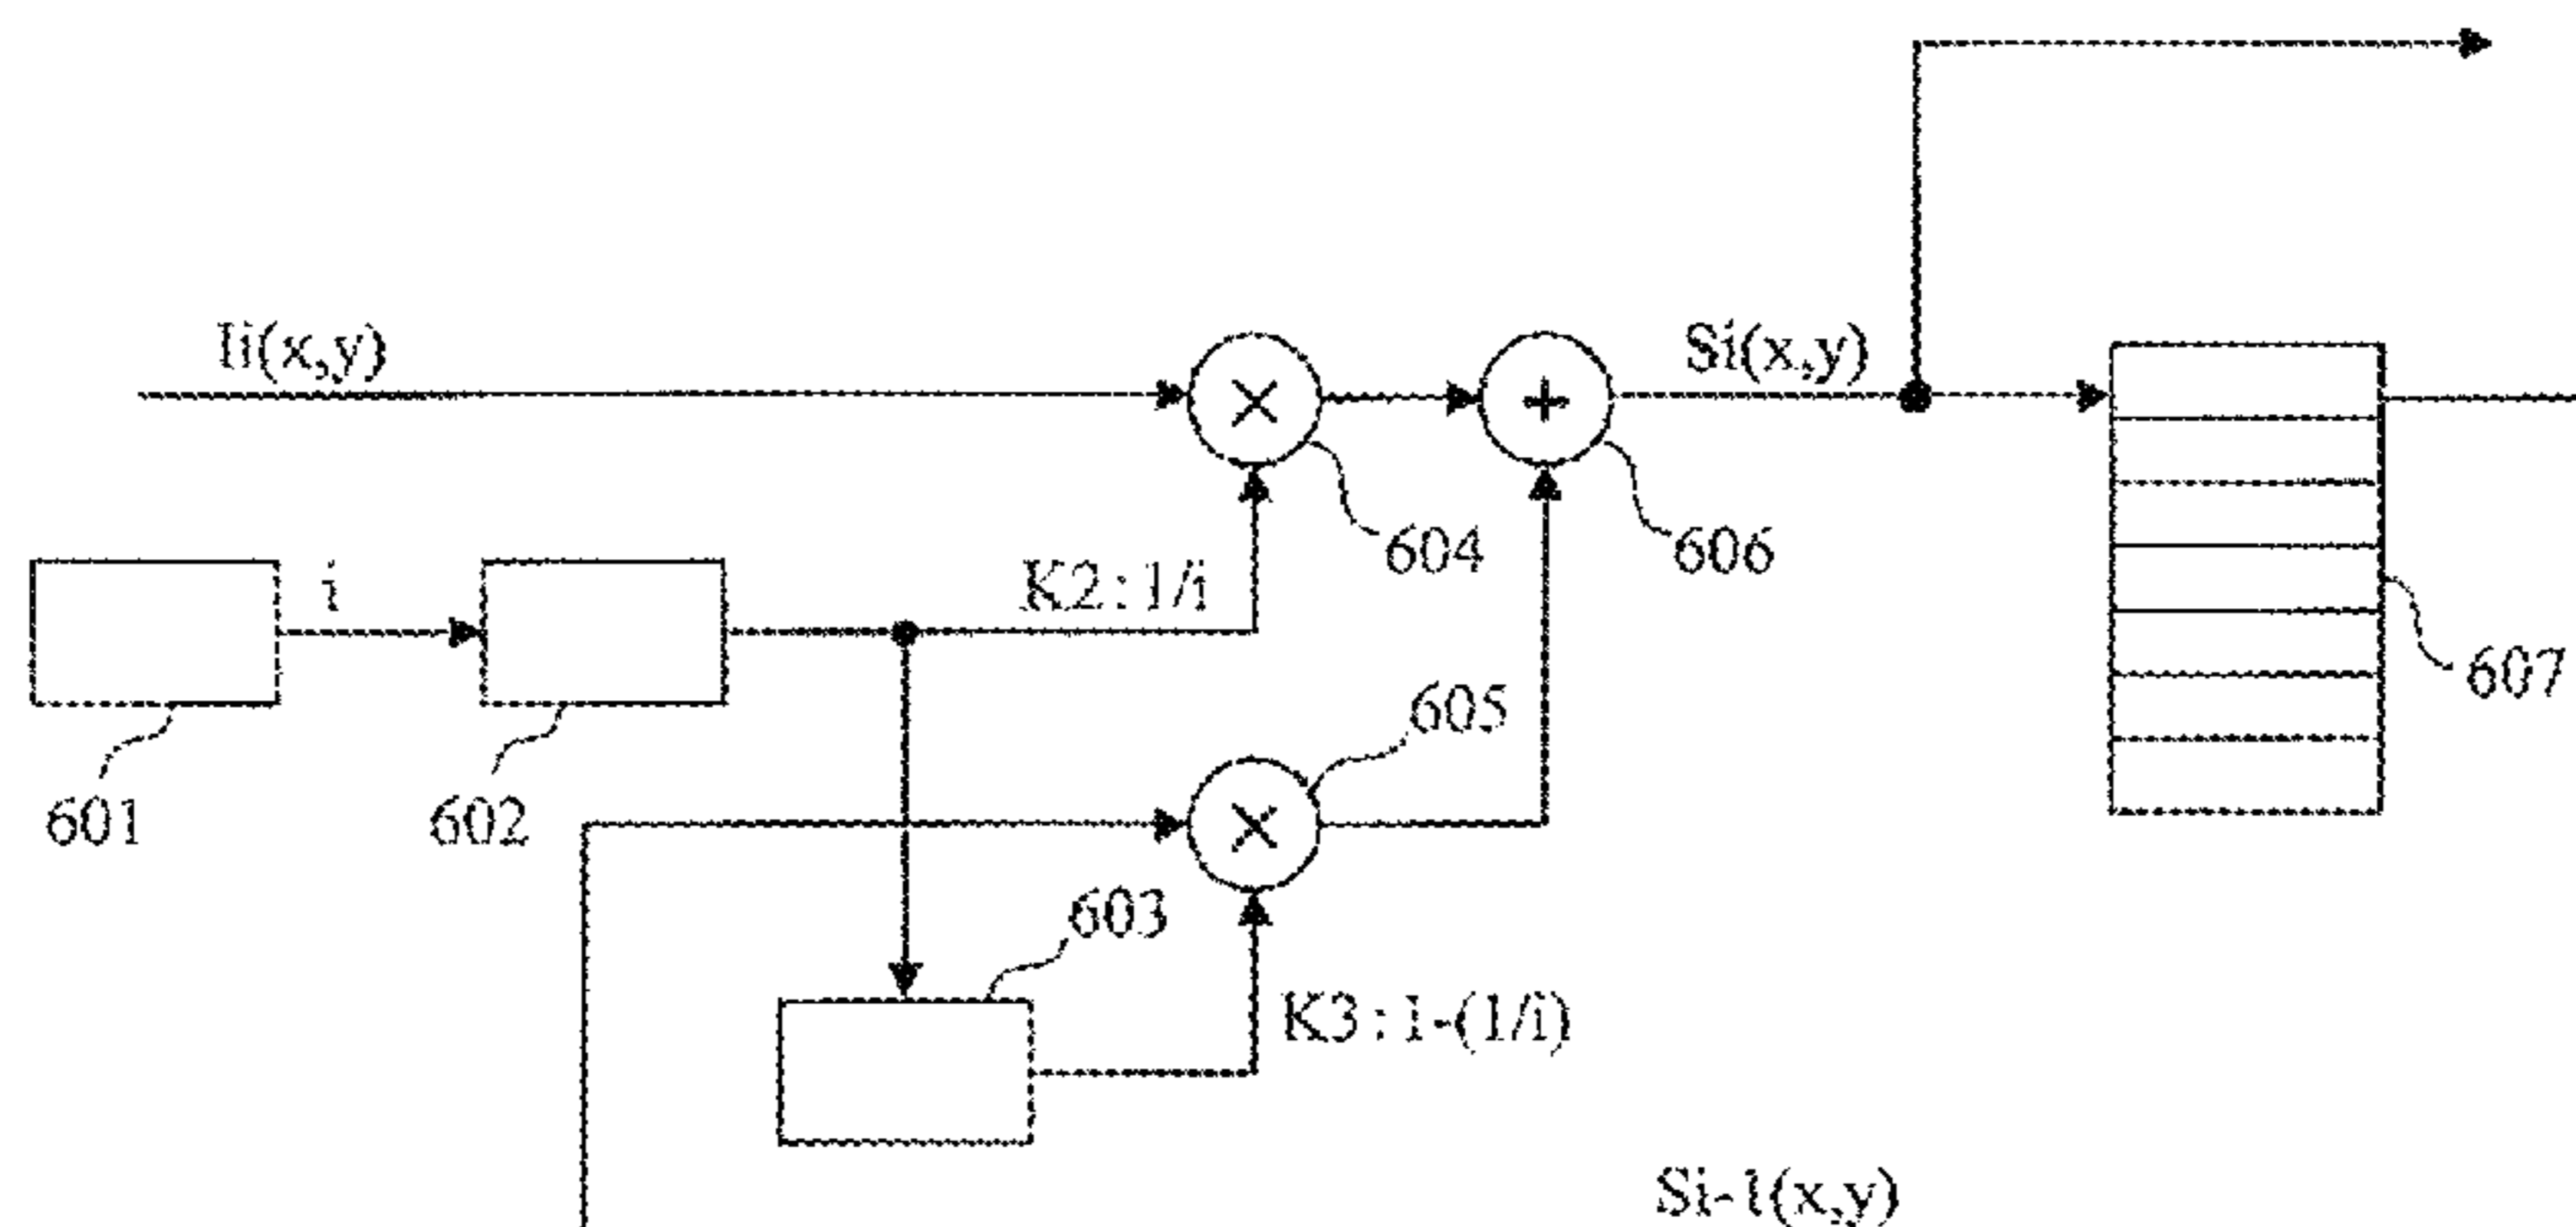 Ii(x,y)
Si(x,y)
×
+
604
606
i
K2 : 1/i
607
605
601
602
×
603
K3 : 1-(1/i)
Si-1(x,y)